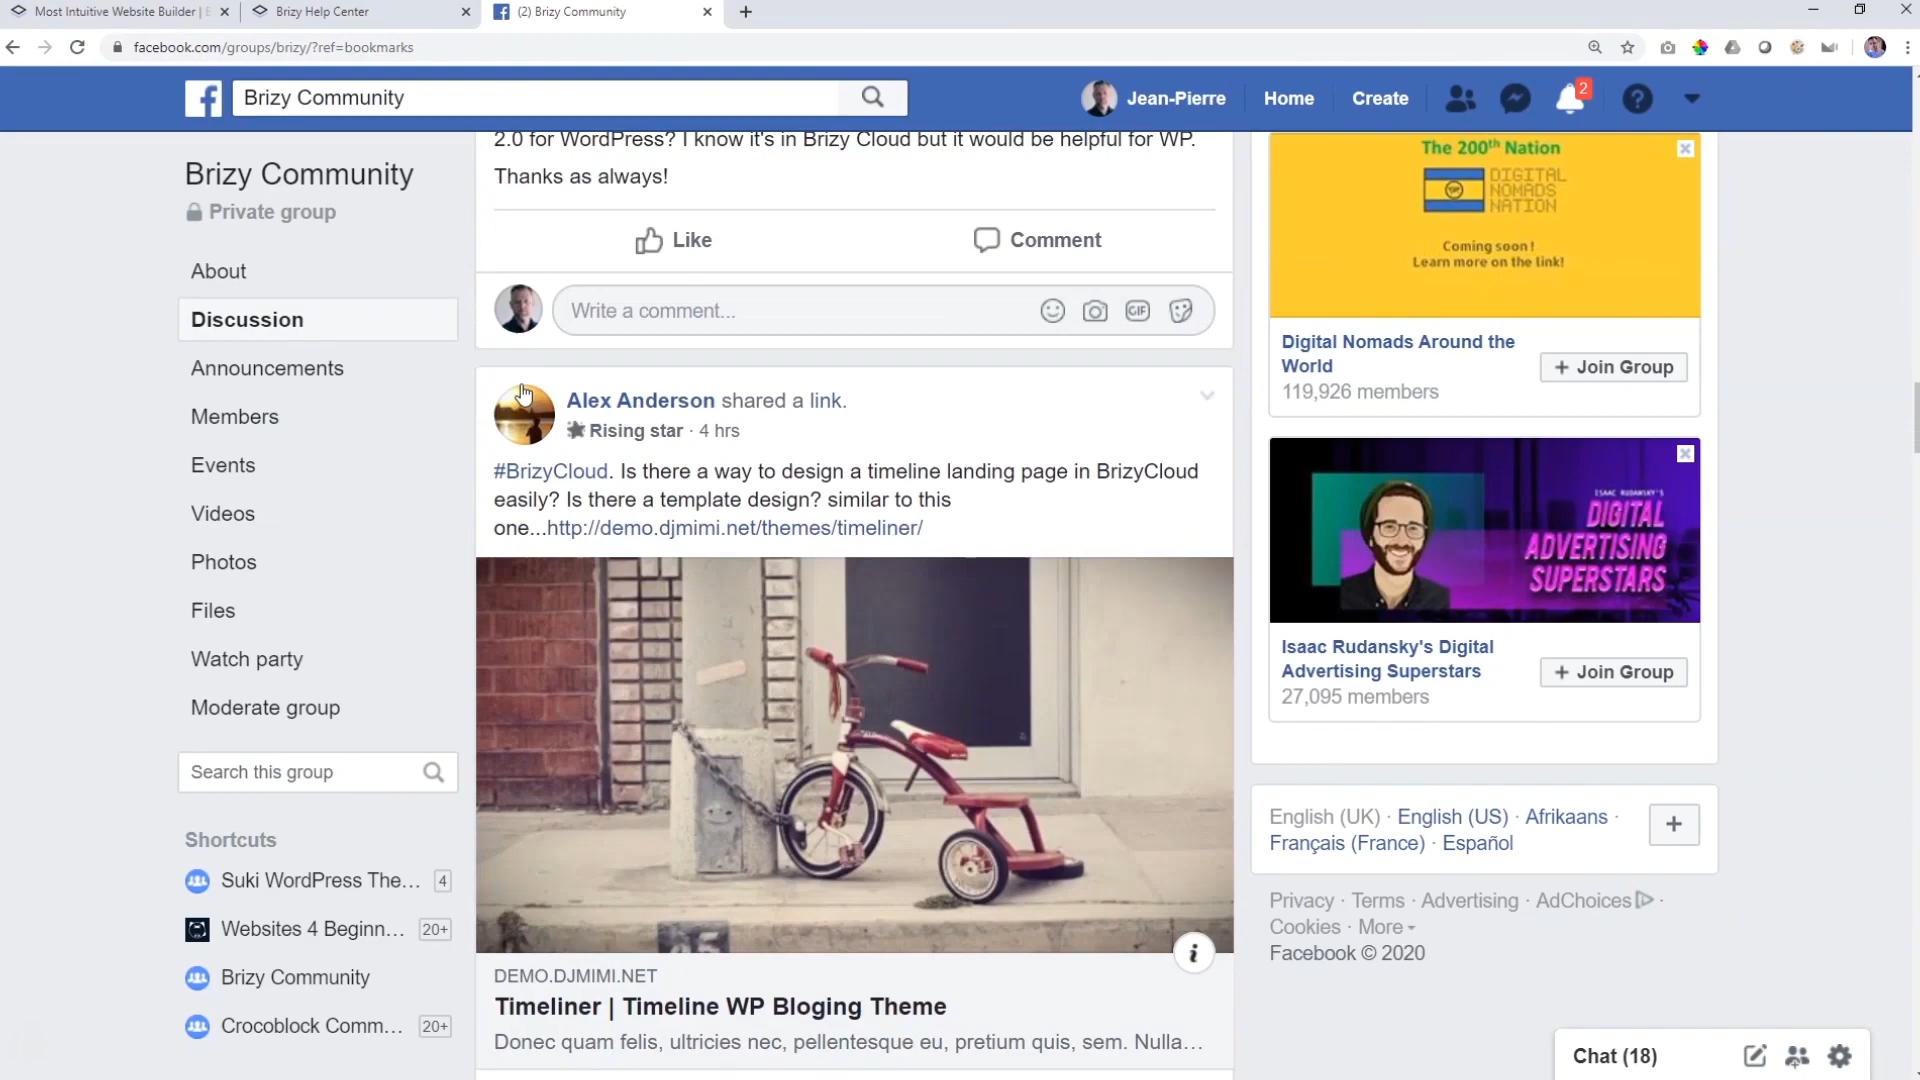 Most Intuitive Website Builder |
Brizy Help Center
(2) Brizy Community
facebook.com/groups/brizy/?ref=bookmarks
Brizy Community
Jean-Pierre
Home
Create
2
Brizy Community
Private group
About
Discussion
Announcements
Members
Events
Videos
Photos
Files
Watch party
Moderate group
Search this group
Shortcuts
Suki WordPress The... 4
Websites 4 Beginn... 20+
Brizy Community
Crocoblock Comm... 20+
2.0 for WordPress? I know it's in Brizy Cloud but it would be helpful for WP.
Thanks as always!
Like
Comment
Write a comment...
GIF
Alex Anderson shared a link.
Rising star · 4 hrs
#BrizyCloud. Is there a way to design a timeline landing page in BrizyCloud
easily? Is there a template design? similar to this
one...http://demo.djmimi.net/themes/timeliner/
DEMO.DJMIMI.NET
Timeliner | Timeline WP Bloging Theme
Donec quam felis, ultricies nec, pellentesque eu, pretium quis, sem. Nulla...
The 200th Nation
DIGITAL
NOMADS
NATION
Coming soon !
Learn more on the link!
Digital Nomads Around the
World
119,926 members
+ Join Group
ISAAC RUDANSKY'S
DIGITAL
ADVERTISING
SUPERSTARS
Isaac Rudansky's Digital
Advertising Superstars
27,095 members
+ Join Group
English (UK) · English (US) · Afrikaans ·
Français (France) · Español
Privacy · Terms · Advertising · AdChoices ·
Cookies · More
Facebook © 2020
Chat (18)